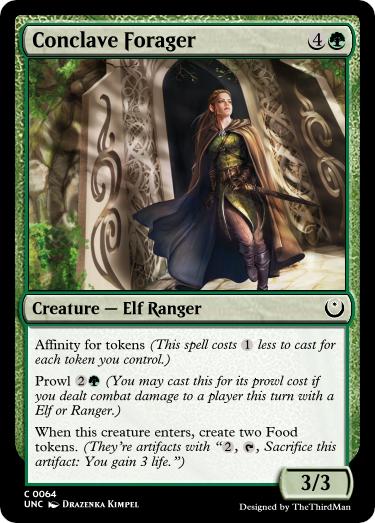 Conclave Forager 4
Creature — Elf Ranger
Affinity for tokens (This spell costs 1 less to cast for
each token you control.)
Prowl 2 (You may cast this for its prowl cost if
you dealt combat damage to a player this turn with a
Elf or Ranger.)
When this creature enters, create two Food
tokens. (They're artifacts with “2, , Sacrifice this
artifact: You gain 3 life.”)
3/3
C 0064
UNC Drazenka Kimpel
Designed by TheThirdMan